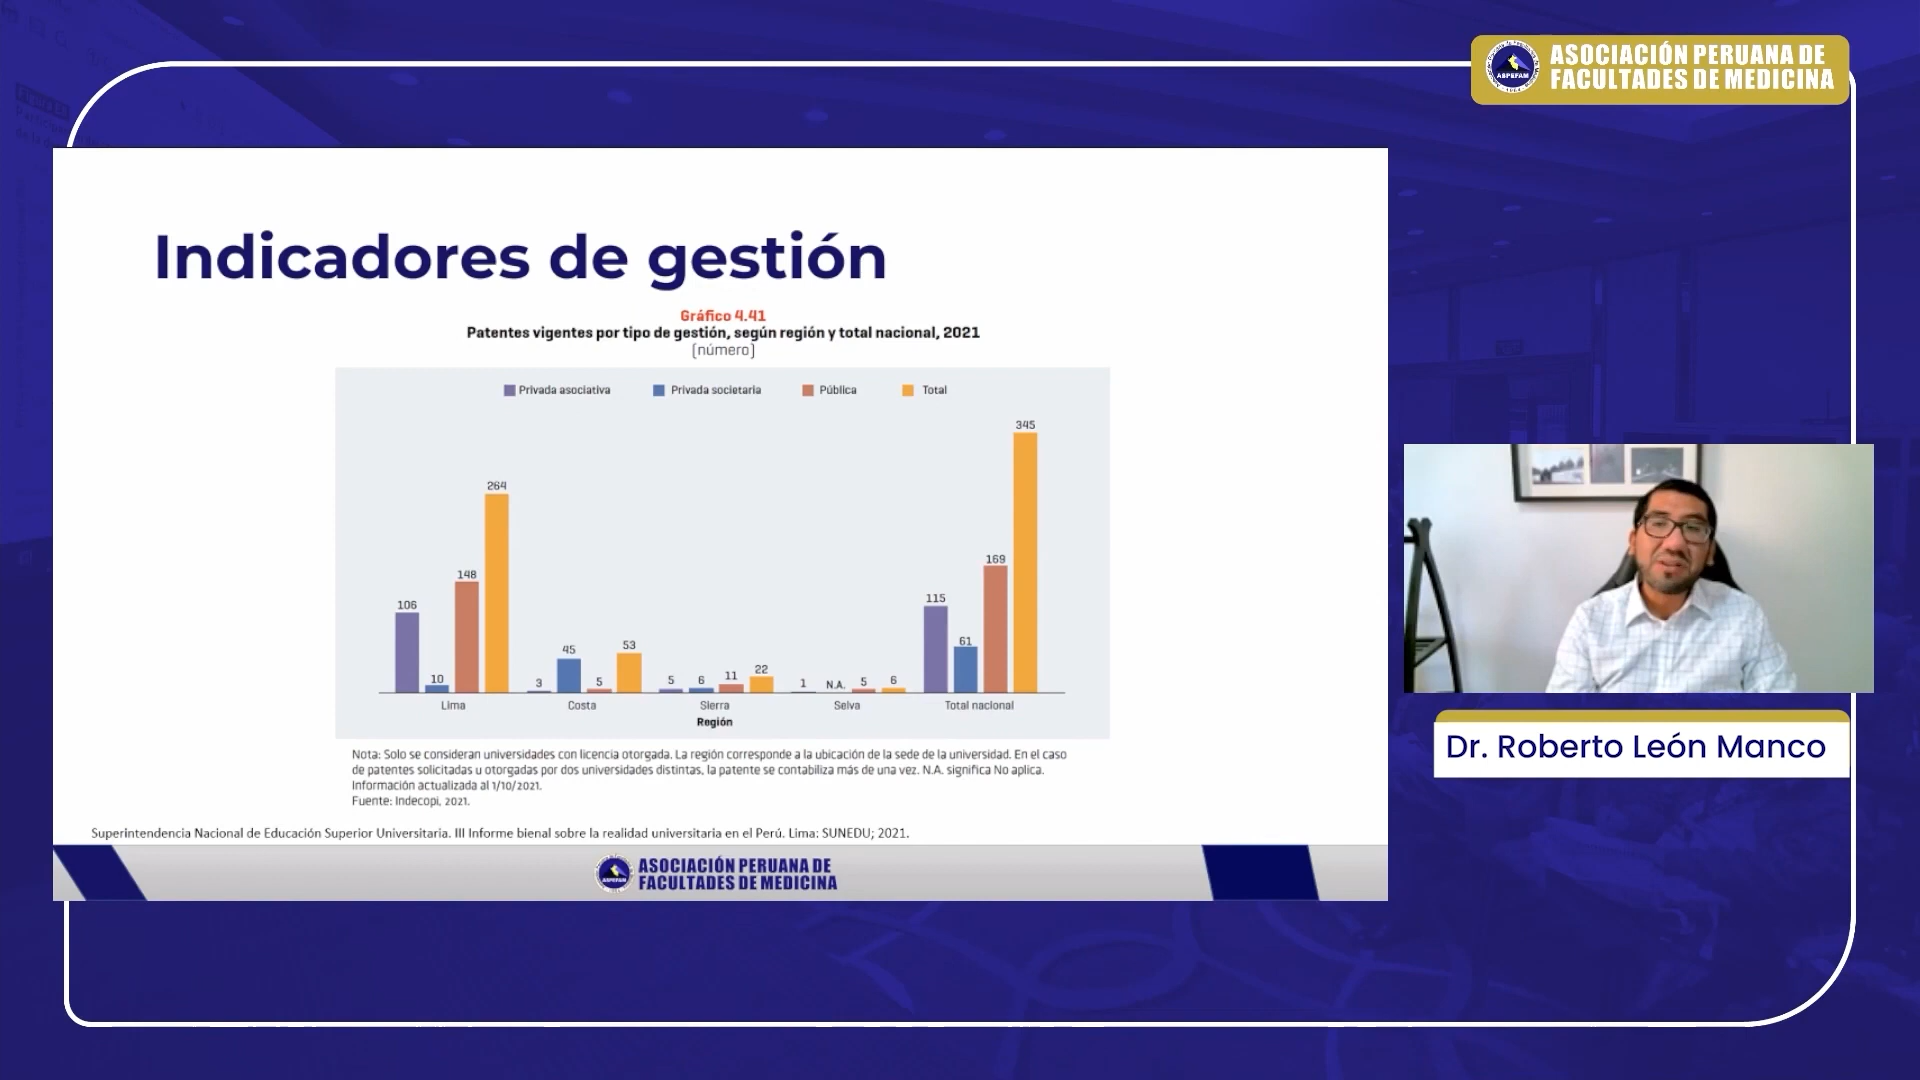 ASOCIACIÓN PERUANA DE
FACULTADES DE MEDICINA
ASPEFAM
Indicadores de gestión
Gráfico 4.41
Patentes vigentes por tipo de gestión, según región y total nacional, 2021
(número)
Privada asociativa Privada societaria Pública Total
106 10 148 264
3 45 5 53
5 6 11 22
1 N.A. 5 6
115 61 169 345
Lima Costa Sierra Selva Total nacional
Región
Nota: Solo se consideran universidades con licencia otorgada. La región corresponde a la ubicación de la sede de la universidad. En el caso
de patentes solicitadas u otorgadas por dos universidades distintas, la patente se contabiliza más de una vez. N.A. significa No aplica.
Información actualizada al 1/10/2021.
Fuente: Indecopi, 2021.
Superintendencia Nacional de Educación Superior Universitaria. III Informe bienal sobre la realidad universitaria en el Perú. Lima: SUNEDU; 2021.
ASPEFAM
ASOCIACIÓN PERUANA DE
FACULTADES DE MEDICINA
Dr. Roberto León Manco